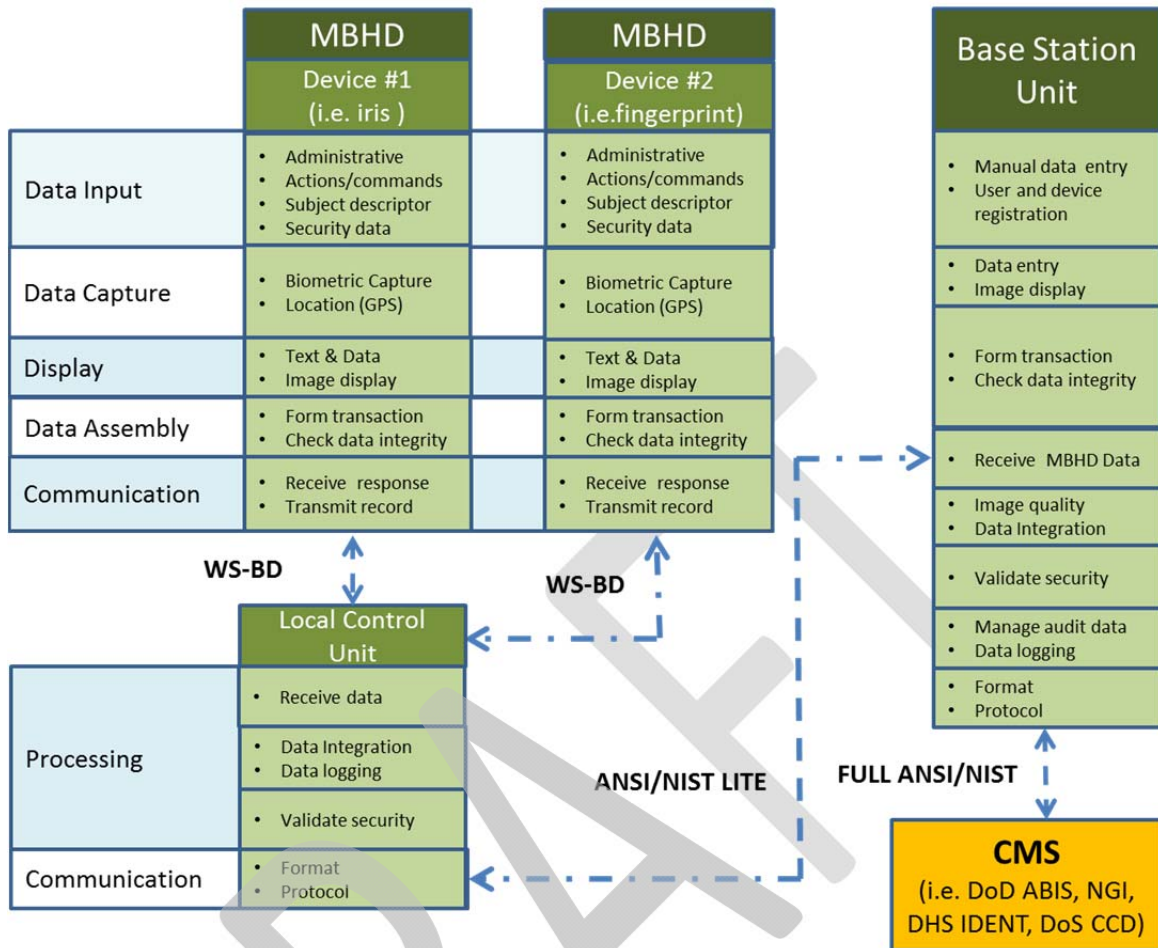 MBHD
Device #1
(i.e. iris )
MBHD
Device #2
(i.e.fingerprint)
Base Station
Unit
Data Input
• Administrative
• Actions/commands
• Subject descriptor
• Security data
• Administrative
• Actions/commands
• Subject descriptor
• Security data
• Manual data entry
• User and device
registration
Data Capture
• Biometric Capture
• Location (GPS)
• Biometric Capture
• Location (GPS)
• Data entry
• Image display
Display
• Text & Data
• Image display
• Text & Data
• Image display
• Form transaction
• Check data integrity
Data Assembly
• Form transaction
• Check data integrity
• Form transaction
• Check data integrity
• Receive MBHD Data
Communication
• Receive response
• Transmit record
• Receive response
• Transmit record
• Image quality
• Data Integration
• Validate security
• Manage audit data
• Data logging
• Format
• Protocol
WS-BD
WS-BD
Local Control
Unit
Processing
• Receive data
• Data Integration
• Data logging
• Validate security
Communication
• Format
• Protocol
ANSI/NIST LITE
FULL ANSI/NIST
CMS
(i.e. DoD ABIS, NGI,
DHS IDENT, DoS CCD)
DRAFT